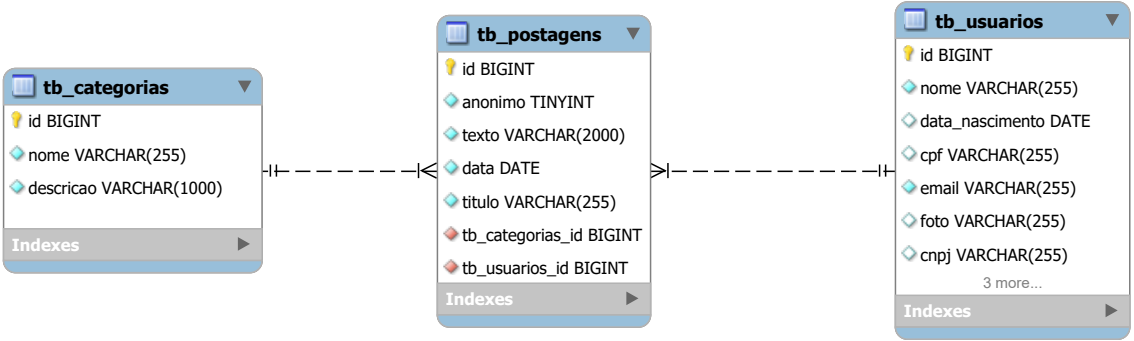 tb_categorias
id BIGINT
nome VARCHAR(255)
descricao VARCHAR(1000)
Indexes
tb_postagens
id BIGINT
anonimo TINYINT
texto VARCHAR(2000)
data DATE
titulo VARCHAR(255)
tb_categorias_id BIGINT
tb_usuarios_id BIGINT
Indexes
tb_usuarios
id BIGINT
nome VARCHAR(255)
data_nascimento DATE
cpf VARCHAR(255)
email VARCHAR(255)
foto VARCHAR(255)
cnpj VARCHAR(255)
3 more...
Indexes